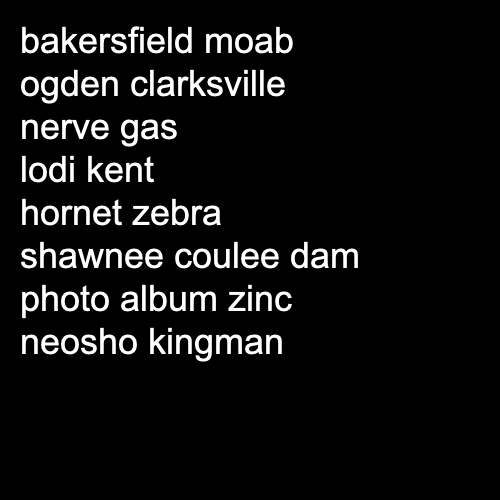 bakersfield moab
ogden clarksville
nerve gas
lodi kent
hornet zebra
shawnee coulee dam
photo album zinc
neosho kingman